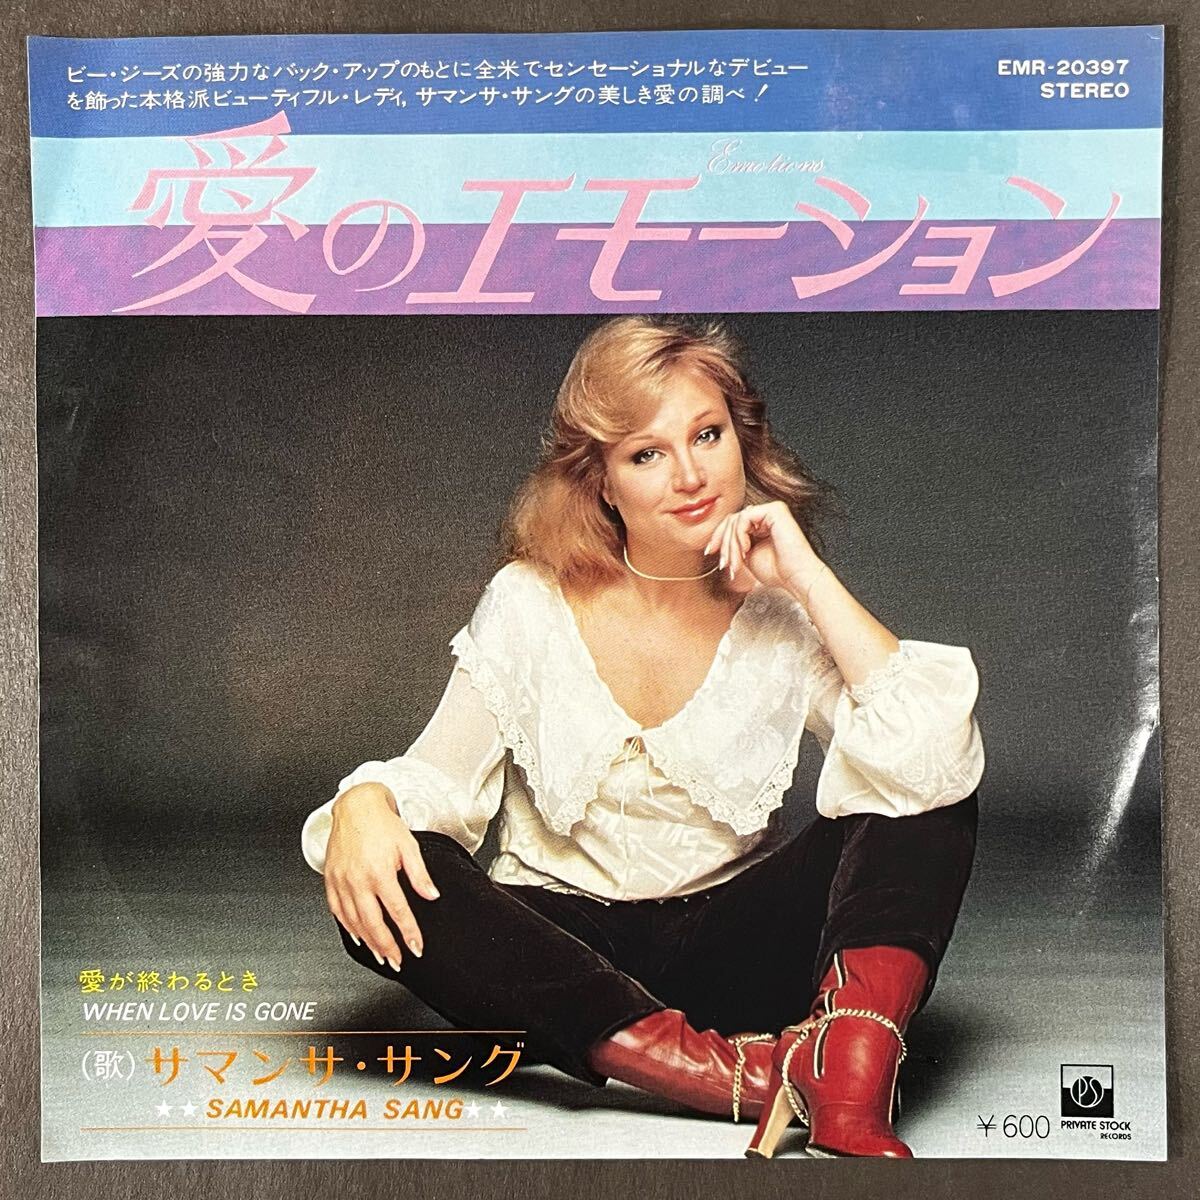 ビー・ジーズの強力なバック・アップのもとに全米でセンセーショナルなデビュー
を飾った本格派ビューティフル・レディ, サマンサ・サングの美しき愛の調べ！
EMR-20397
STEREO
Emotions
愛のエモーション
愛が終わるとき
WHEN LOVE IS GONE
(歌) サマンサ・サング
★★ SAMANTHA SANG ★★
¥600
PS
PRIVATE STOCK
RECORDS